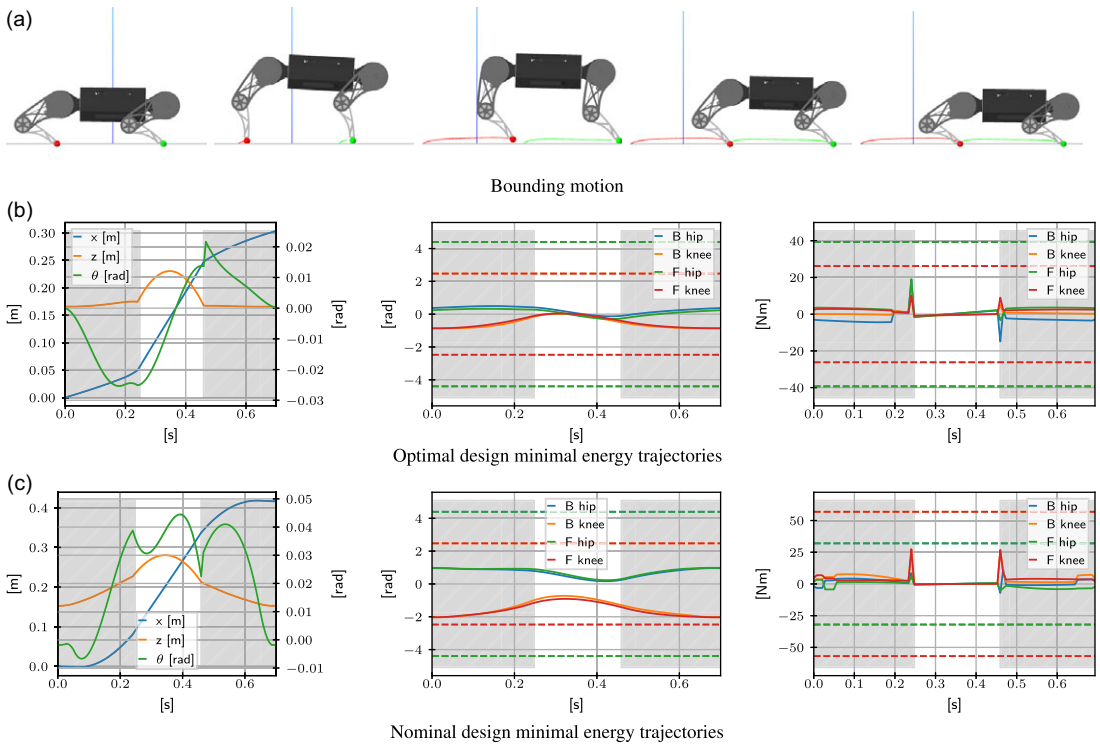 (a)
Bounding motion
(b)
0.30
0.25
0.20
0.15
0.10
0.05
0.00
[m]
x [m]
z [m]
θ [rad]
0.02
0.01
0.00
−0.01
−0.02
−0.03
[rad]
0.0 0.2 0.4 0.6
[s]
4
2
0
−2
−4
[rad]
B hip
B knee
F hip
F knee
0.0 0.2 0.4 0.6
[s]
40
20
0
−20
−40
[Nm]
B hip
B knee
F hip
F knee
0.0 0.1 0.2 0.3 0.4 0.5 0.6
[s]
Optimal design minimal energy trajectories
(c)
0.4
0.3
0.2
0.1
0.0
[m]
x [m]
z [m]
θ [rad]
0.05
0.04
0.03
0.02
0.01
0.00
−0.01
[rad]
0.0 0.2 0.4 0.6
[s]
4
2
0
−2
−4
[rad]
B hip
B knee
F hip
F knee
0.0 0.2 0.4 0.6
[s]
50
25
0
−25
−50
[Nm]
B hip
B knee
F hip
F knee
0.0 0.1 0.2 0.3 0.4 0.5 0.6
[s]
Nominal design minimal energy trajectories